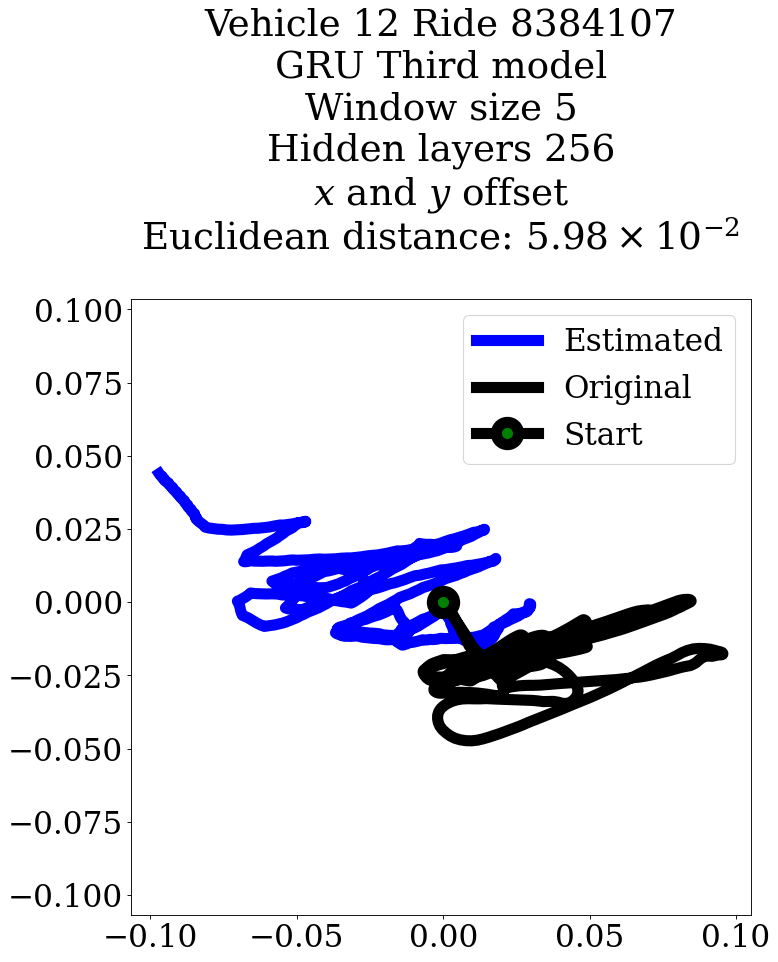 Vehicle 12 Ride 8384107
GRU Third model
Window size 5
Hidden layers 256
x and y offset
Euclidean distance: 5.98 × 10⁻²
Estimated
Original
Start
0.100
0.075
0.050
0.025
0.000
−0.025
−0.050
−0.075
−0.100
−0.10 −0.05 0.00 0.05 0.10